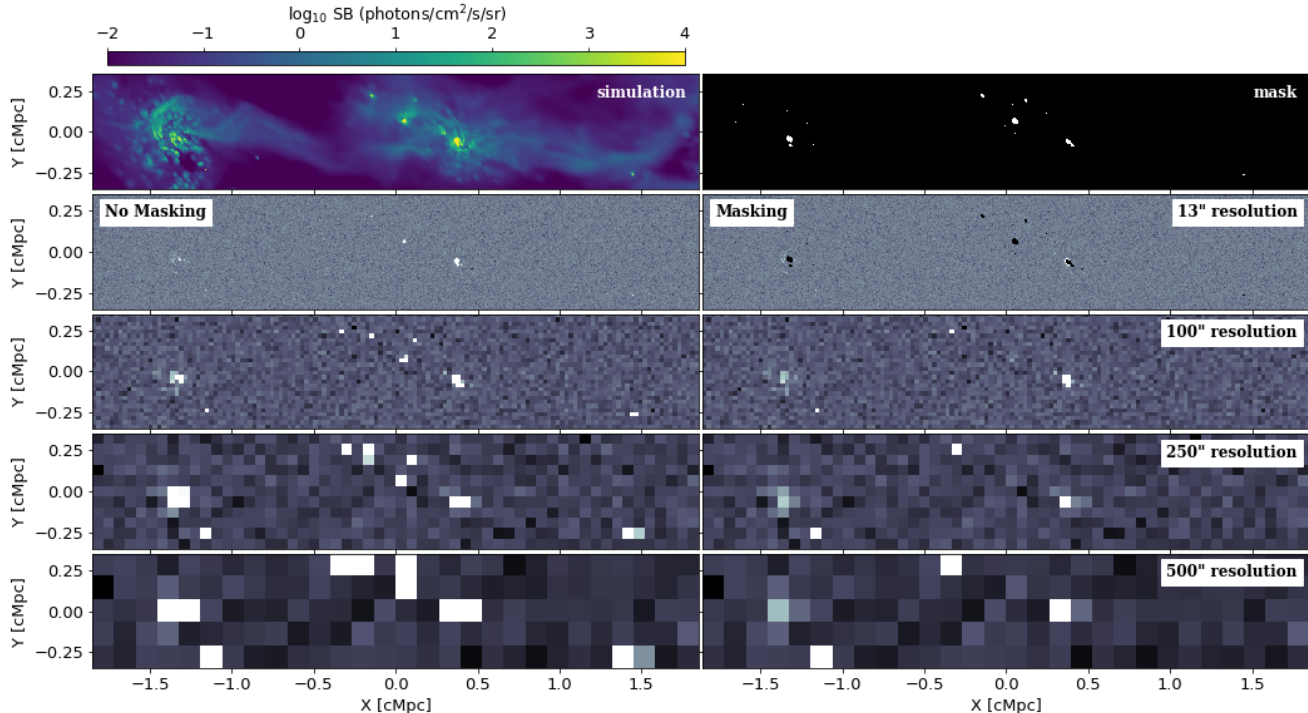 log₁₀ SB (photons/cm²/s/sr)
−2 −1 0 1 2 3 4
simulation
mask
Y [cMpc]
0.25
0.00
−0.25
No Masking
Masking
13" resolution
Y [cMpc]
0.25
0.00
−0.25
100" resolution
Y [cMpc]
0.25
0.00
−0.25
250" resolution
Y [cMpc]
0.25
0.00
−0.25
500" resolution
Y [cMpc]
0.25
0.00
−0.25
−1.5 −1.0 −0.5 0.0 0.5 1.0 1.5
−1.5 −1.0 −0.5 0.0 0.5 1.0 1.5
X [cMpc]
X [cMpc]